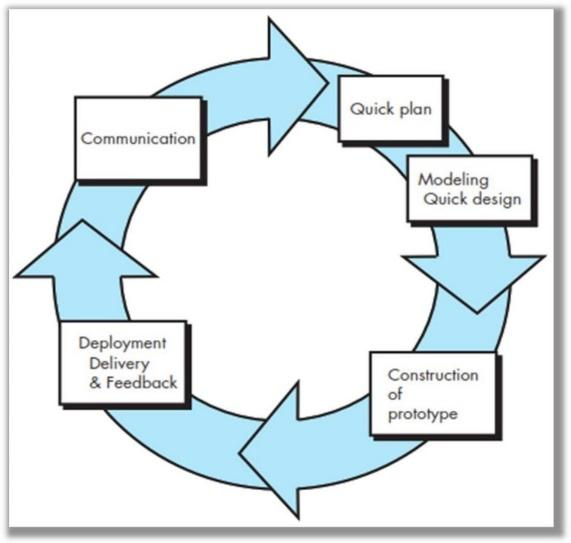 Communication
Quick plan
Modeling
Quick design
Construction
of
prototype
Deployment
Delivery
& Feedback